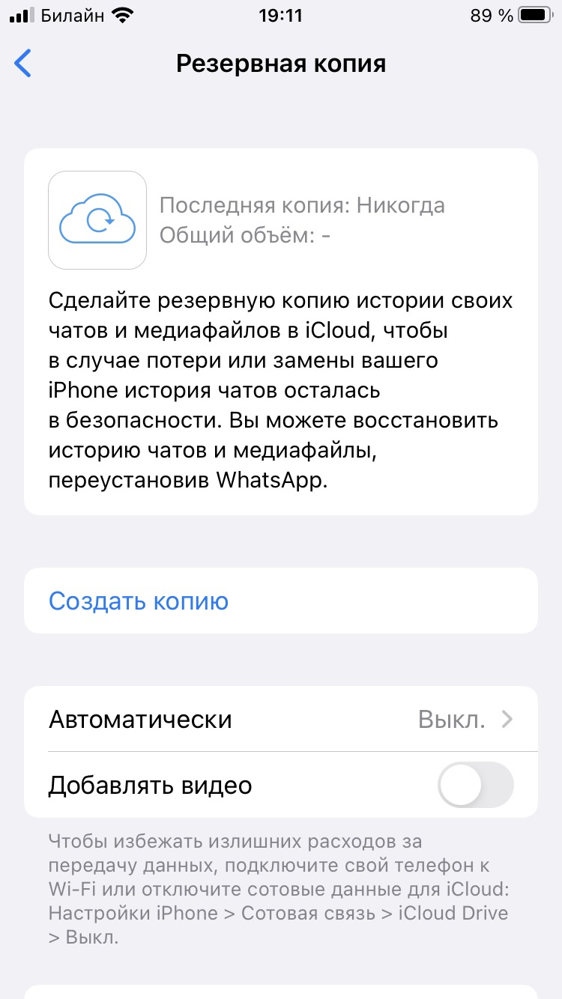 Билайн 19:11 89 %
Резервная копия
Последняя копия: Никогда
Общий объём: -
Сделайте резервную копию истории своих
чатов и медиафайлов в iCloud, чтобы
в случае потери или замены вашего
iPhone история чатов осталась
в безопасности. Вы можете восстановить
историю чатов и медиафайлы,
переустановив WhatsApp.
Создать копию
Автоматически Выкл.
Добавлять видео
Чтобы избежать излишних расходов за
передачу данных, подключите свой телефон к
Wi-Fi или отключите сотовые данные для iCloud:
Настройки iPhone > Сотовая связь > iCloud Drive
> Выкл.